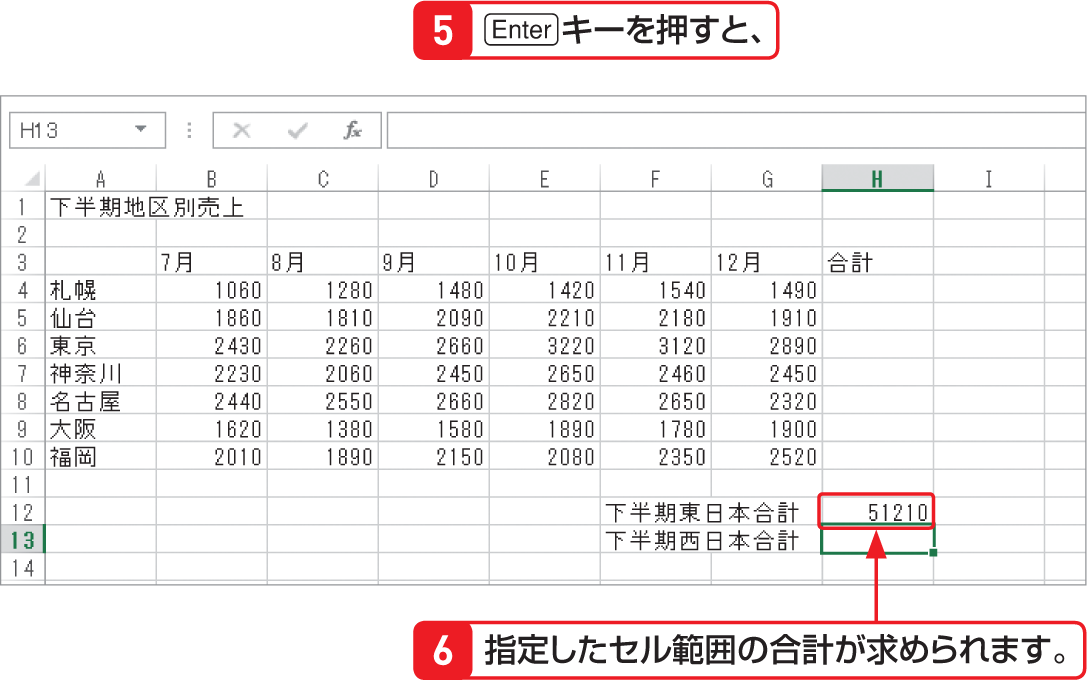 5 Enterキーを押すと、
H13 fx
A B C D E F G H I
1 下半期地区別売上
2
3 7月 8月 9月 10月 11月 12月 合計
4 札幌 1060 1280 1480 1420 1540 1490
5 仙台 1860 1810 2090 2210 2180 1910
6 東京 2430 2260 2660 3220 3120 2890
7 神奈川 2230 2060 2450 2650 2460 2450
8 名古屋 2440 2550 2660 2820 2650 2320
9 大阪 1620 1380 1580 1890 1780 1900
10 福岡 2010 1890 2150 2080 2350 2520
11
12 下半期東日本合計 51210
13 下半期西日本合計
14
6 指定したセル範囲の合計が求められます。